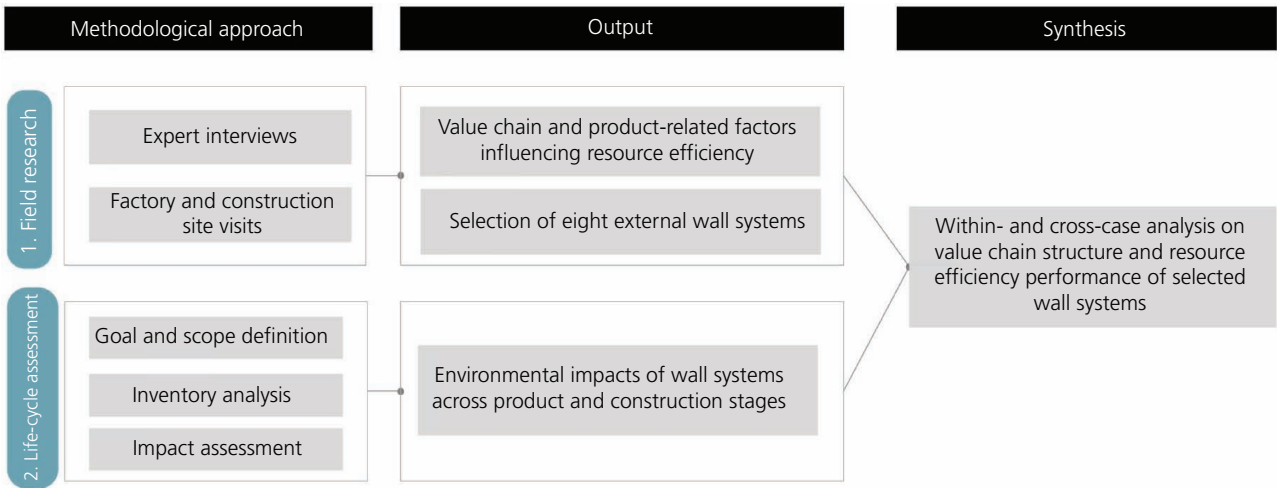 Methodological approach
Output
Synthesis
1. Field research
Expert interviews
Factory and construction
site visits
Value chain and product-related factors
influencing resource efficiency
Selection of eight external wall systems
Within- and cross-case analysis on
value chain structure and resource
efficiency performance of selected
wall systems
2. Life-cycle assessment
Goal and scope definition
Inventory analysis
Impact assessment
Environmental impacts of wall systems
across product and construction stages